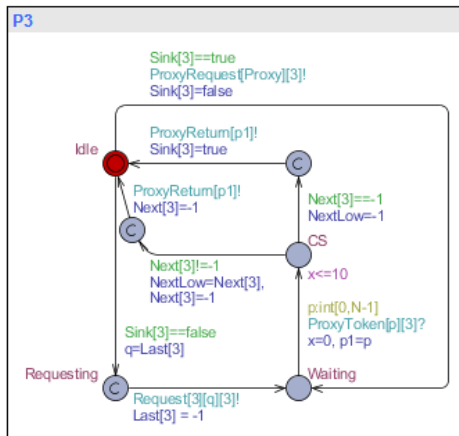 P3
Sink[3]==true
ProxyRequest[Proxy][3]!
Sink[3]=false
ProxyReturn[p1]!
Sink[3]=true
Idle
C
ProxyReturn[p1]!
Next[3]=-1
C
Next[3]==-1
NextLow=-1
CS
x<=10
Next[3]!=-1
NextLow=Next[3],
Next[3]=-1
p:int[0,N-1]
ProxyToken[p][3]?
x=0, p1=p
Sink[3]==false
q=Last[3]
Requesting
C
Waiting
Request[3][q][3]!
Last[3] = -1